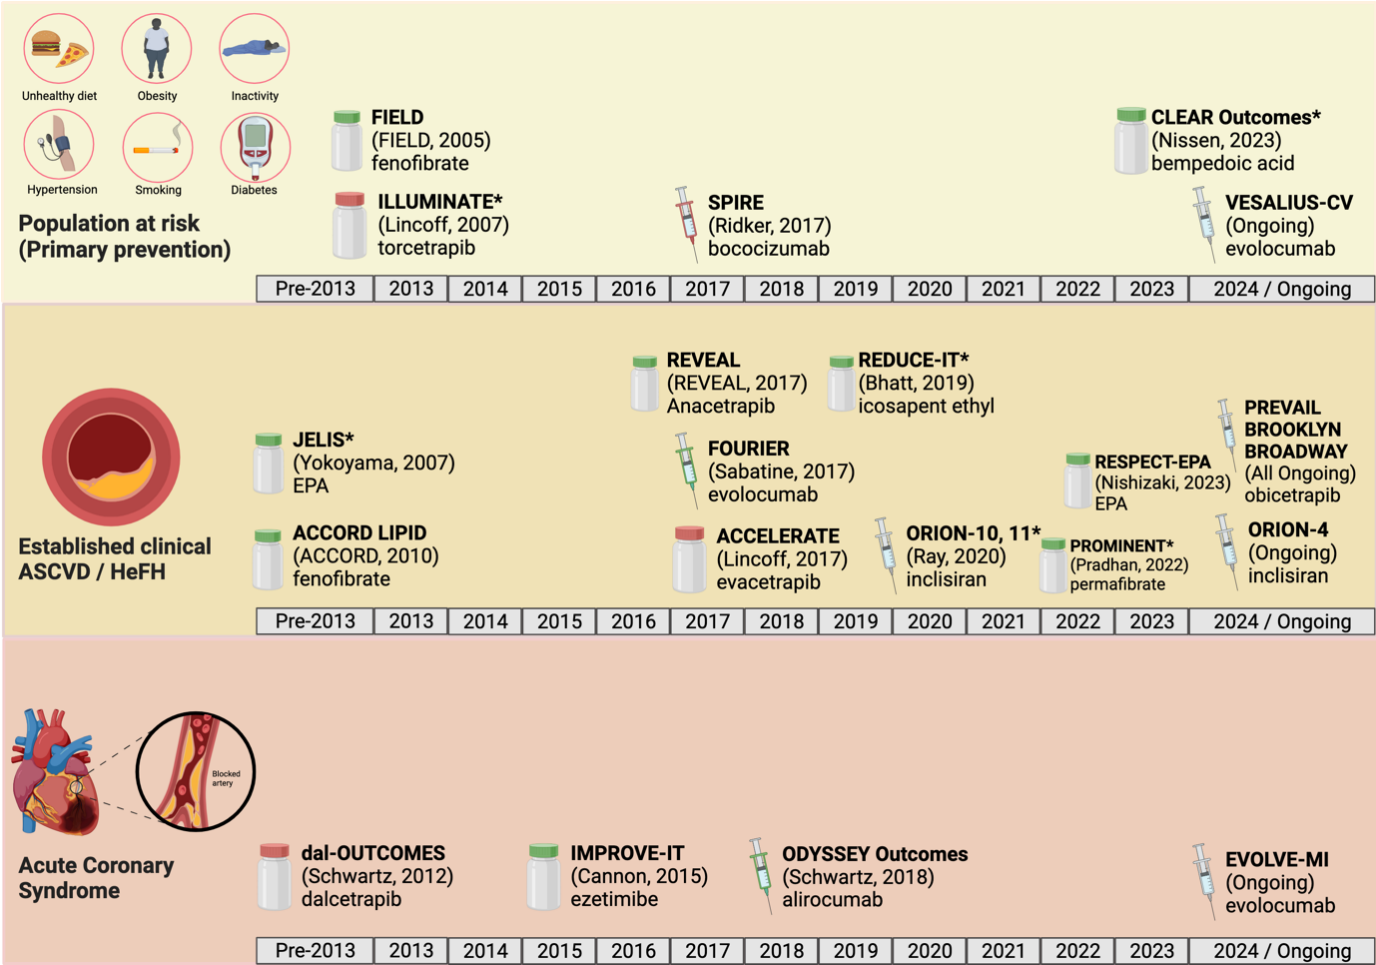 Unhealthy diet
Obesity
Inactivity
Hypertension
Smoking
Diabetes
Population at risk
(Primary prevention)
FIELD
(FIELD, 2005)
fenofibrate
ILLUMINATE*
(Lincoff, 2007)
torcetrapib
SPIRE
(Ridker, 2017)
bococizumab
CLEAR Outcomes*
(Nissen, 2023)
bempedoic acid
VESALIUS-CV
(Ongoing)
evolocumab
Pre-2013 2013 2014 2015 2016 2017 2018 2019 2020 2021 2022 2023 2024 / Ongoing
Established clinical
ASCVD / HeFH
JELIS*
(Yokoyama, 2007)
EPA
ACCORD LIPID
(ACCORD, 2010)
fenofibrate
REVEAL
(REVEAL, 2017)
Anacetrapib
FOURIER
(Sabatine, 2017)
evolocumab
ACCELERATE
(Lincoff, 2017)
evacetrapib
REDUCE-IT*
(Bhatt, 2019)
icosapent ethyl
ORION-10, 11*
(Ray, 2020)
inclisiran
RESPECT-EPA
(Nishizaki, 2023)
EPA
PROMINENT*
(Pradhan, 2022)
permafibrate
PREVAIL
BROOKLYN
BROADWAY
(All Ongoing)
obicetrapib
ORION-4
(Ongoing)
inclisiran
Pre-2013 2013 2014 2015 2016 2017 2018 2019 2020 2021 2022 2023 2024 / Ongoing
Blocked
artery
Acute Coronary
Syndrome
dal-OUTCOMES
(Schwartz, 2012)
dalcetrapib
IMPROVE-IT
(Cannon, 2015)
ezetimibe
ODYSSEY Outcomes
(Schwartz, 2018)
alirocumab
EVOLVE-MI
(Ongoing)
evolocumab
Pre-2013 2013 2014 2015 2016 2017 2018 2019 2020 2021 2022 2023 2024 / Ongoing